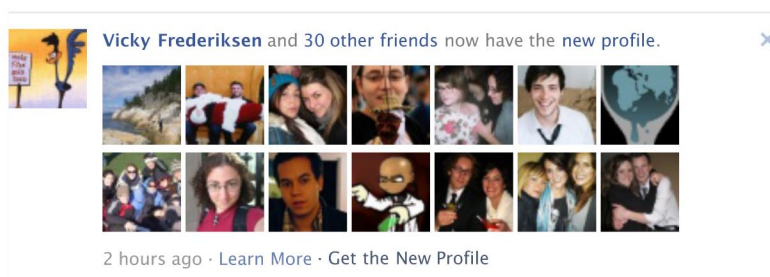 Vicky Frederiksen and 30 other friends now have the new profile.
2 hours ago · Learn More · Get the New Profile